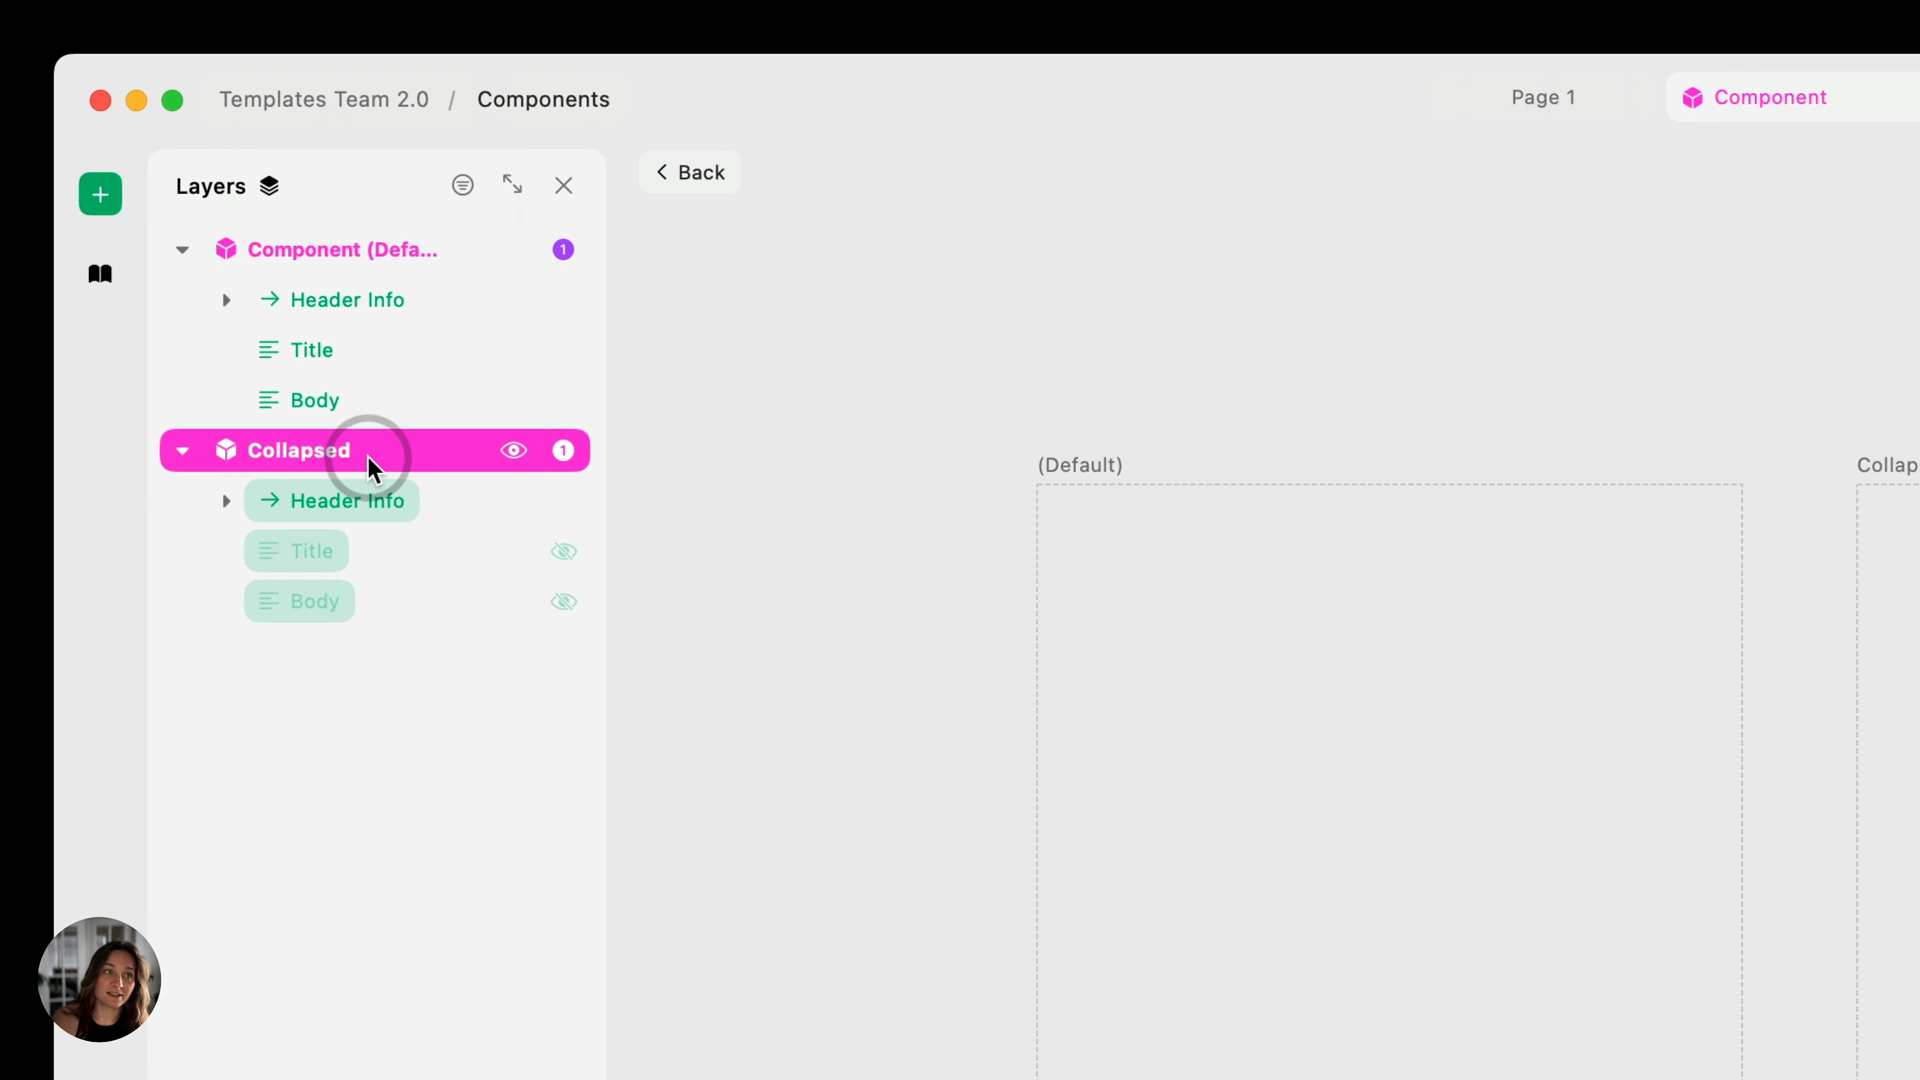 Templates Team 2.0 / Components
Page 1
Component
Layers
Back
Component (Defa...
1
Header Info
Title
Body
Collapsed
1
Header Info
Title
Body
(Default)
Collap